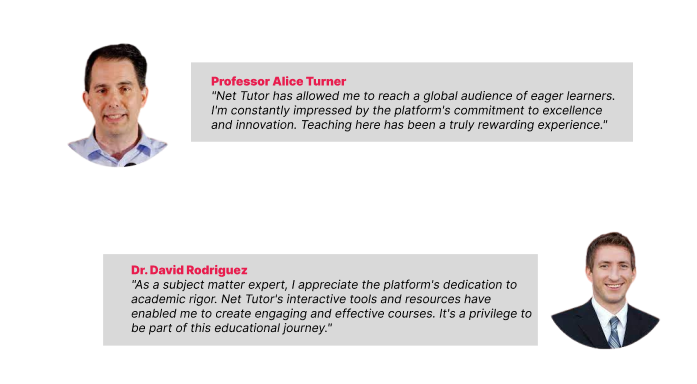 Professor Alice Turner
"Net Tutor has allowed me to reach a global audience of eager learners.
I'm constantly impressed by the platform's commitment to excellence
and innovation. Teaching here has been a truly rewarding experience."
Dr. David Rodriguez
"As a subject matter expert, I appreciate the platform's dedication to
academic rigor. Net Tutor's interactive tools and resources have
enabled me to create engaging and effective courses. It's a privilege to
be part of this educational journey."